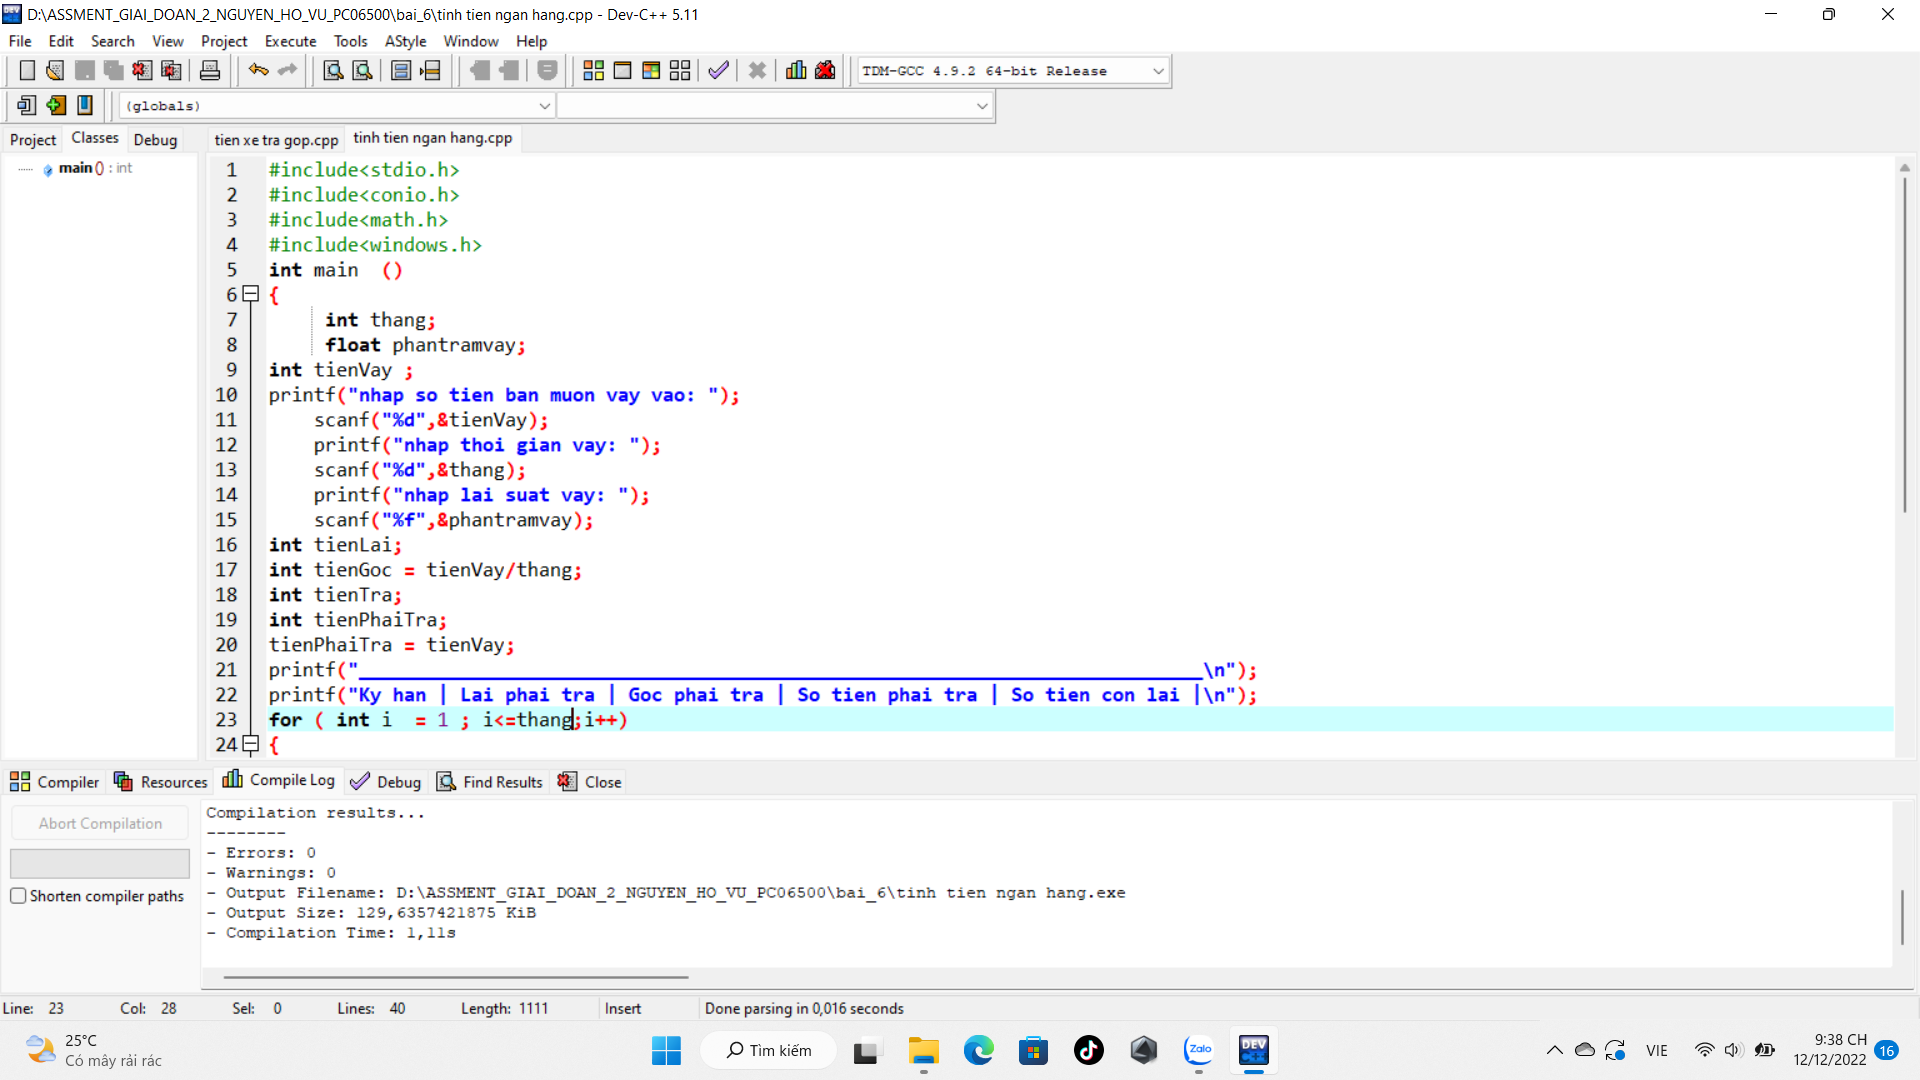 D:\ASSMENT_GIAI_DOAN_2_NGUYEN_HO_VU_PC06500\bai_6\tinh tien ngan hang.cpp - Dev-C++ 5.11
File Edit Search View Project Execute Tools AStyle Window Help
TDM-GCC 4.9.2 64-bit Release
(globals)
Project Classes Debug tien xe tra gop.cpp tinh tien ngan hang.cpp
main () : int
1 #include<stdio.h>
2 #include<conio.h>
3 #include<math.h>
4 #include<windows.h>
5 int main  ()
6 {
7 int thang;
8 float phantramvay;
9 int tienVay ;
10 printf("nhap so tien ban muon vay vao: ");
11 scanf("%d",&tienVay);
12 printf("nhap thoi gian vay: ");
13 scanf("%d",&thang);
14 printf("nhap lai suat vay: ");
15 scanf("%f",&phantramvay);
16 int tienLai;
17 int tienGoc = tienVay/thang;
18 int tienTra;
19 int tienPhaiTra;
20 tienPhaiTra = tienVay;
21 printf("___________________________________________________________________________\n");
22 printf("Ky han | Lai phai tra | Goc phai tra | So tien phai tra | So tien con lai |\n");
23 for ( int i  = 1 ; i<=thang;i++)
24 {
Compiler Resources Compile Log Debug Find Results Close
Abort Compilation
Shorten compiler paths
Compilation results...
--------
- Errors: 0
- Warnings: 0
- Output Filename: D:\ASSMENT_GIAI_DOAN_2_NGUYEN_HO_VU_PC06500\bai_6\tinh tien ngan hang.exe
- Output Size: 129,6357421875 KiB
- Compilation Time: 1,11s
Line: 23 Col: 28 Sel: 0 Lines: 40 Length: 1111 Insert Done parsing in 0,016 seconds
25°C
Có mây rải rác
Tìm kiếm
Zalo
DEV
VIE
9:38 CH
12/12/2022
16